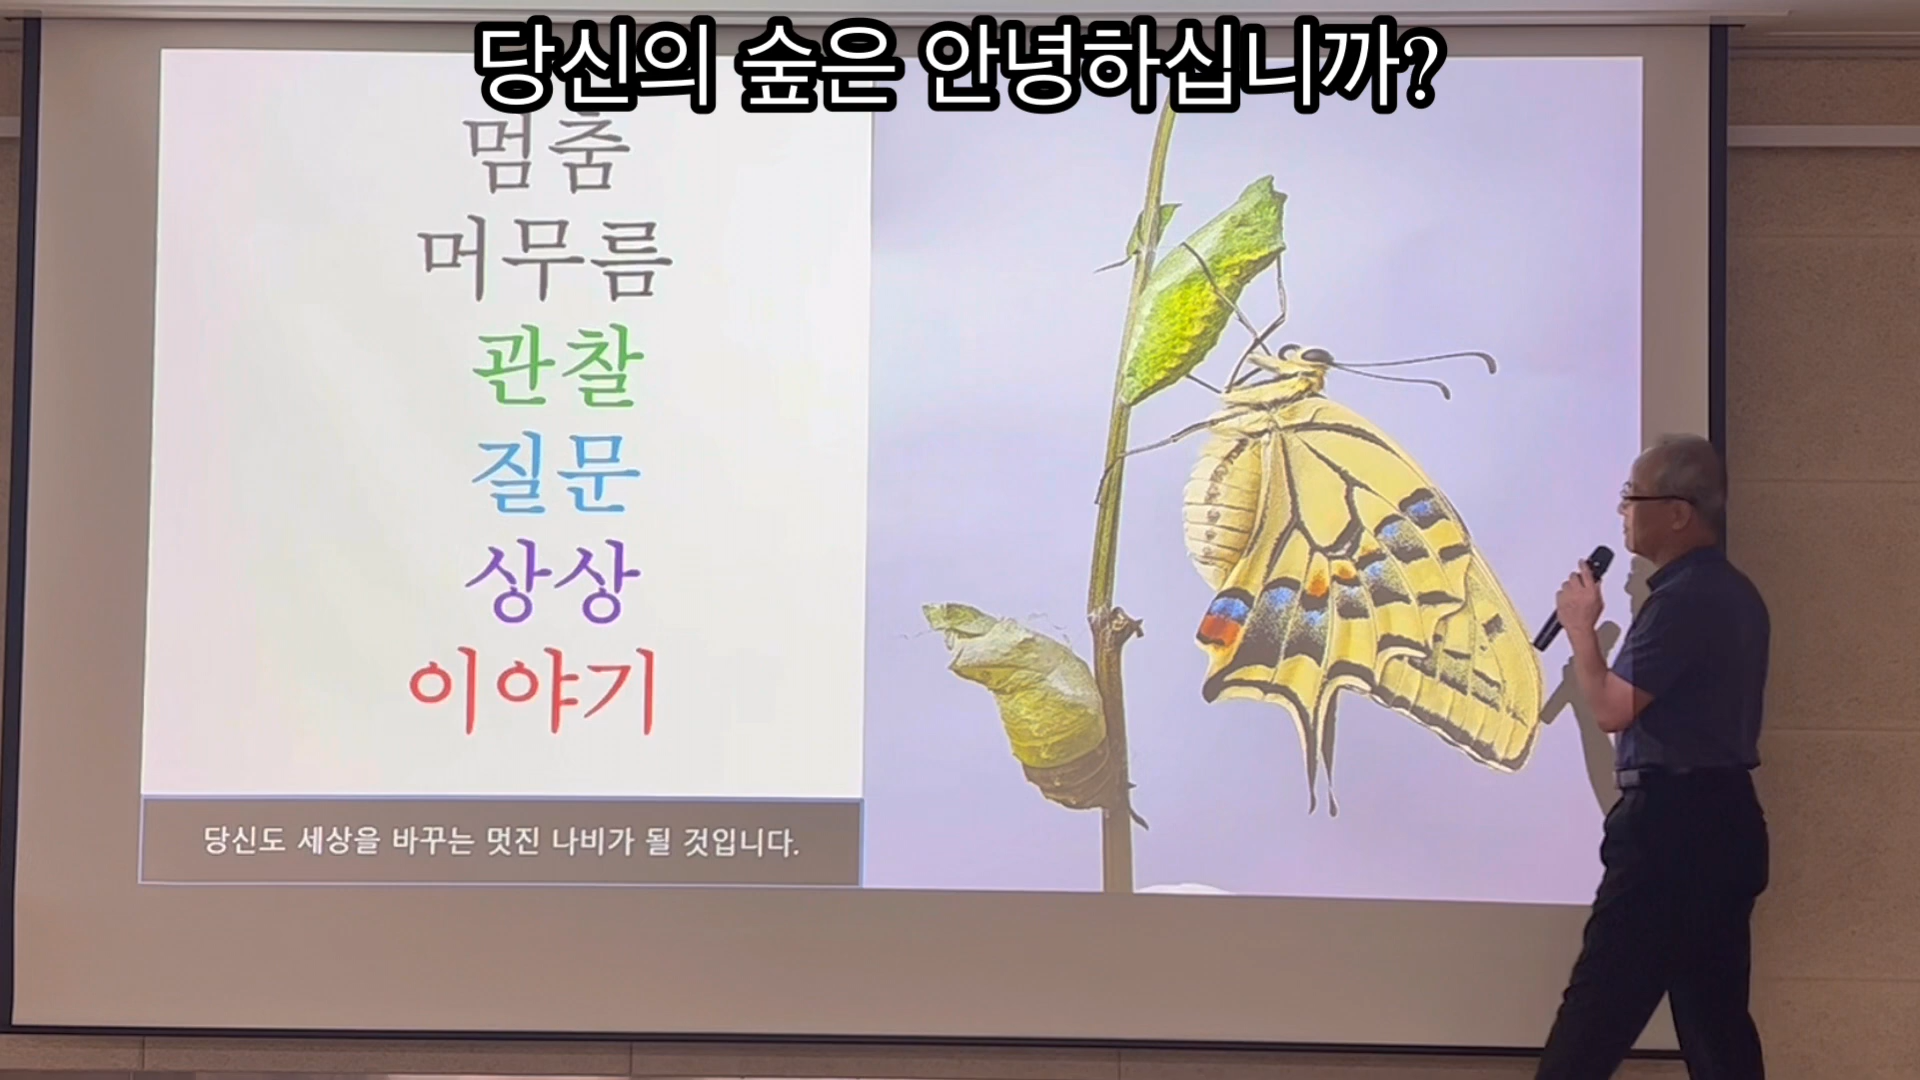 당신의 숲은 안녕하십니까?
멈춤
머무름
관찰
질문
상상
이야기
당신도 세상을 바꾸는 멋진 나비가 될 것입니다.